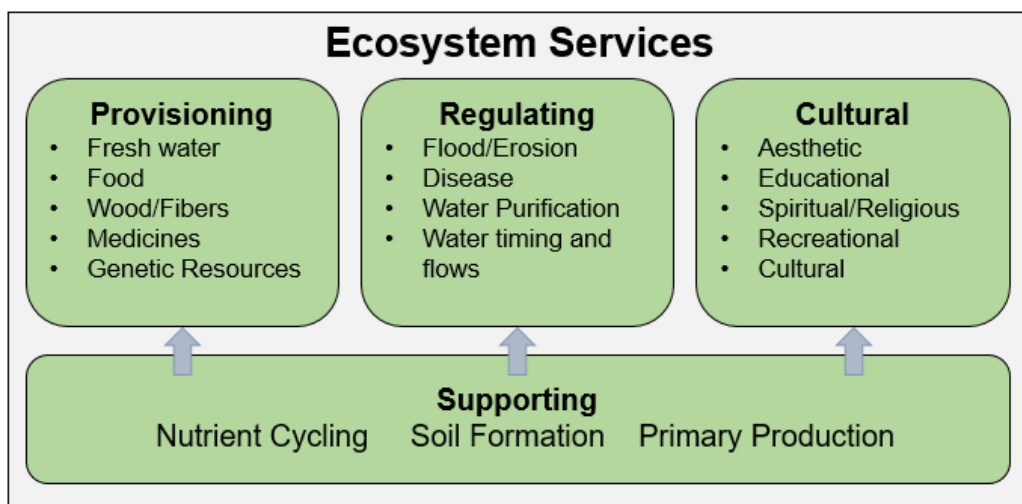 Ecosystem Services
Provisioning
• Fresh water
• Food
• Wood/Fibers
• Medicines
• Genetic Resources
Regulating
• Flood/Erosion
• Disease
• Water Purification
• Water timing and
flows
Cultural
• Aesthetic
• Educational
• Spiritual/Religious
• Recreational
• Cultural
Supporting
Nutrient Cycling Soil Formation Primary Production